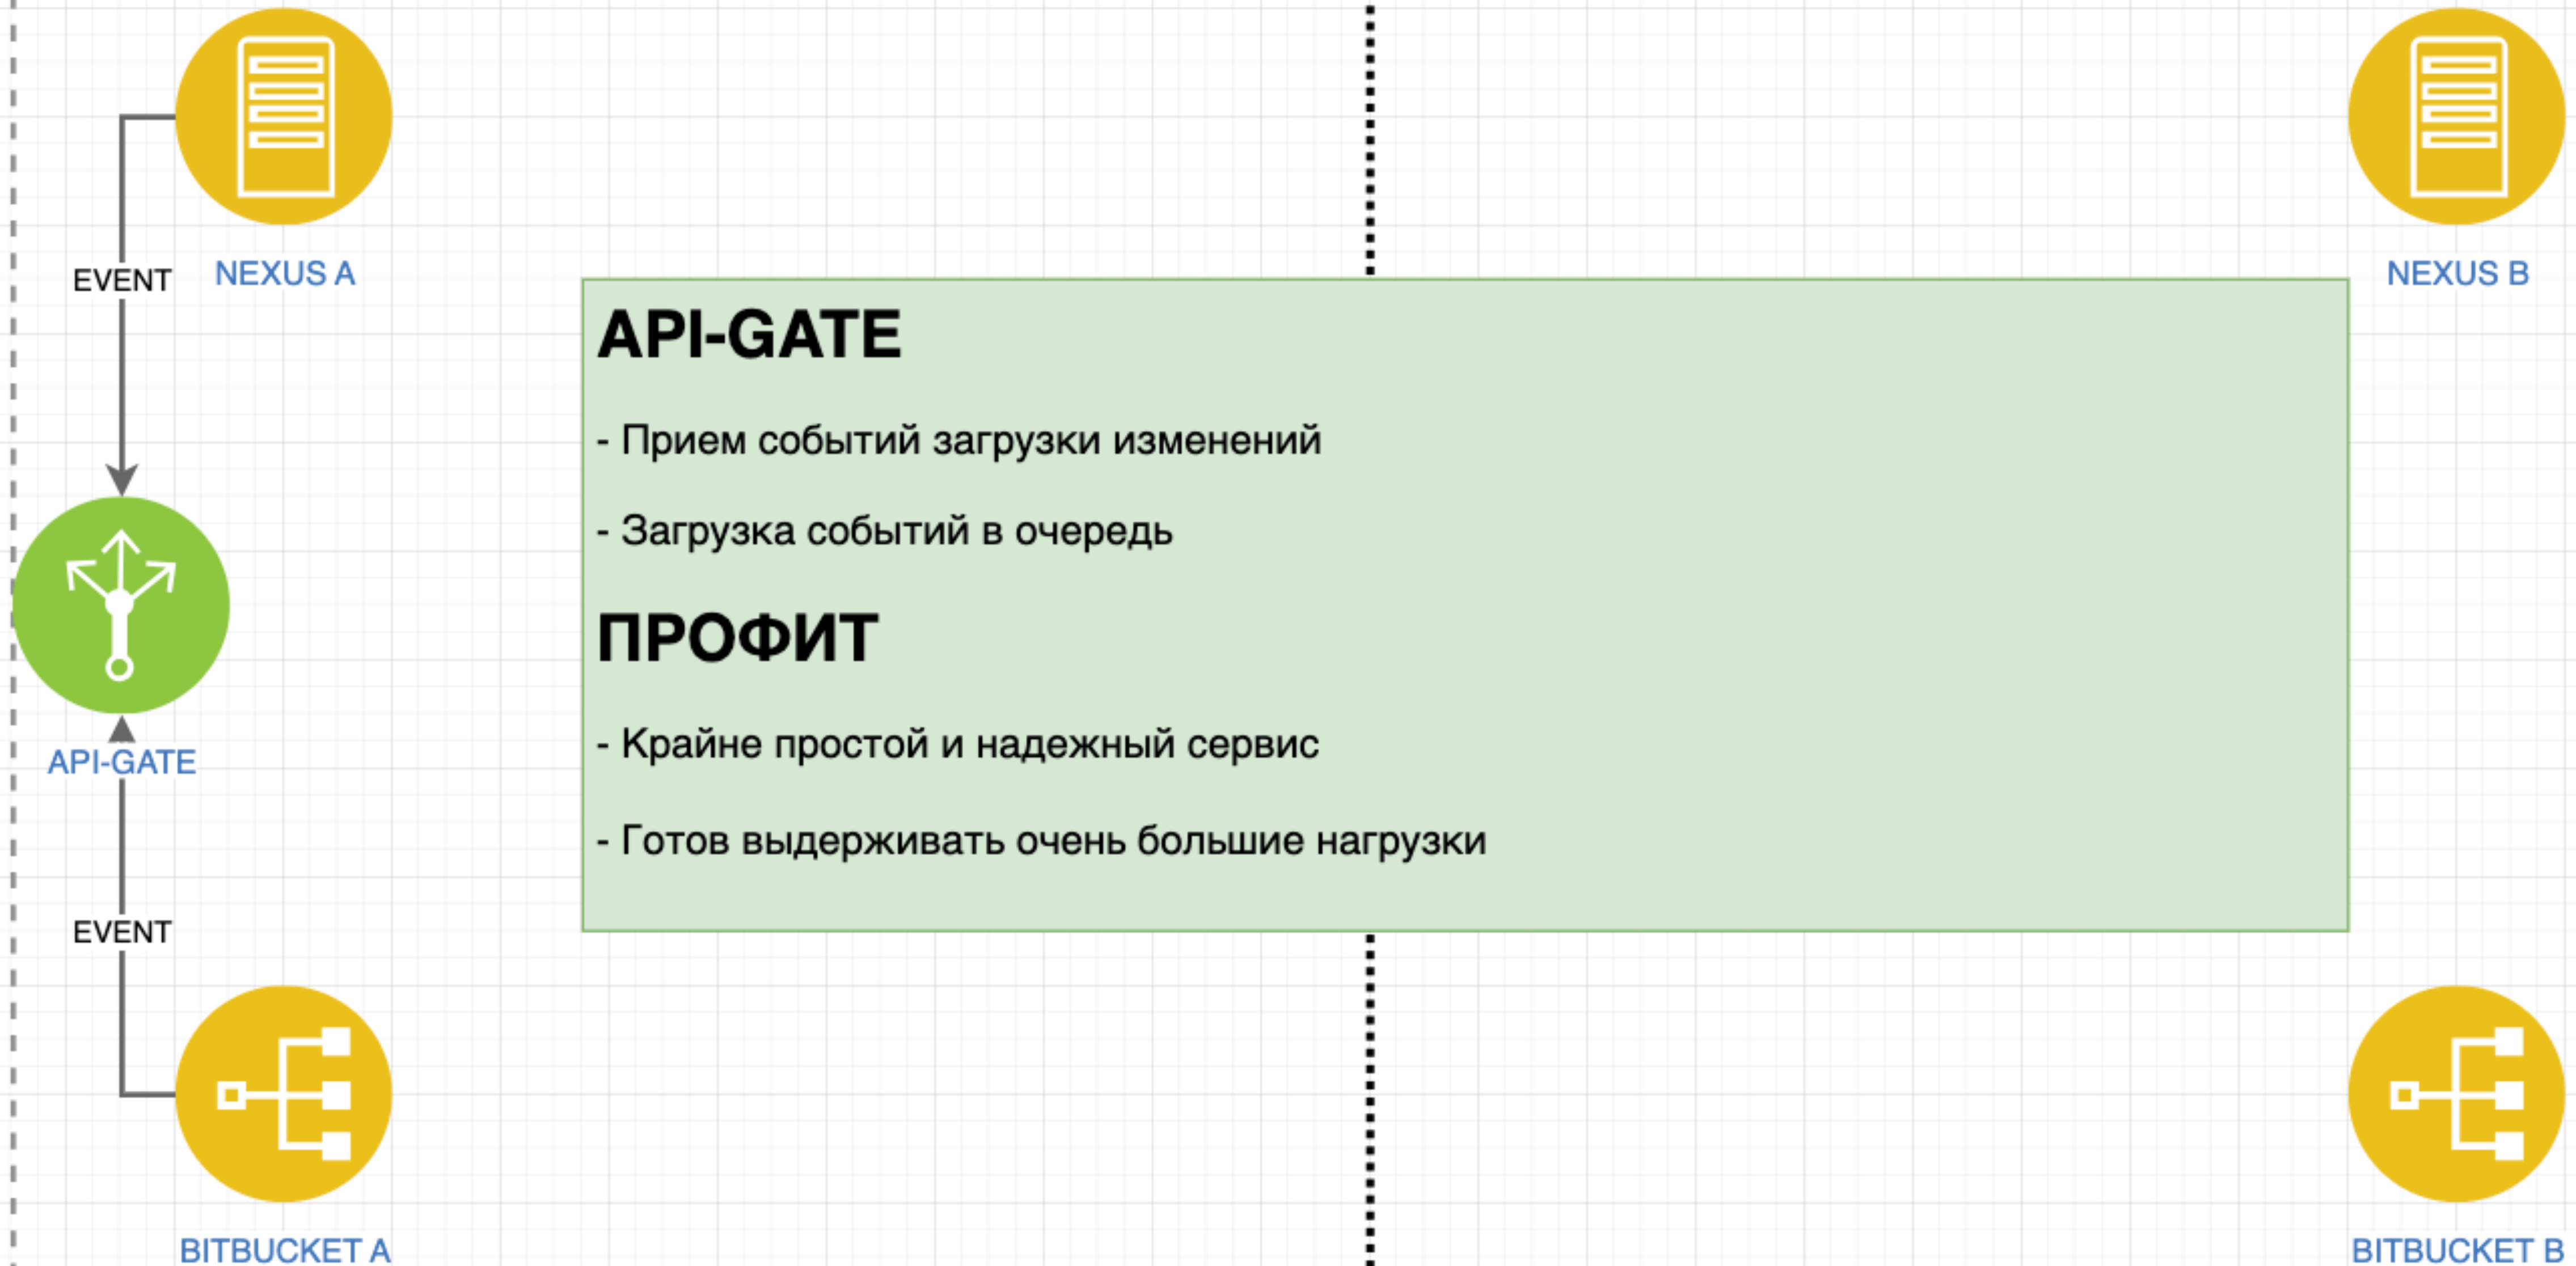 NEXUS A
NEXUS B
EVENT
API-GATE
- Прием событий загрузки изменений
- Загрузка событий в очередь
ПРОФИТ
- Крайне простой и надежный сервис
- Готов выдерживать очень большие нагрузки
API-GATE
EVENT
BITBUCKET A
BITBUCKET B